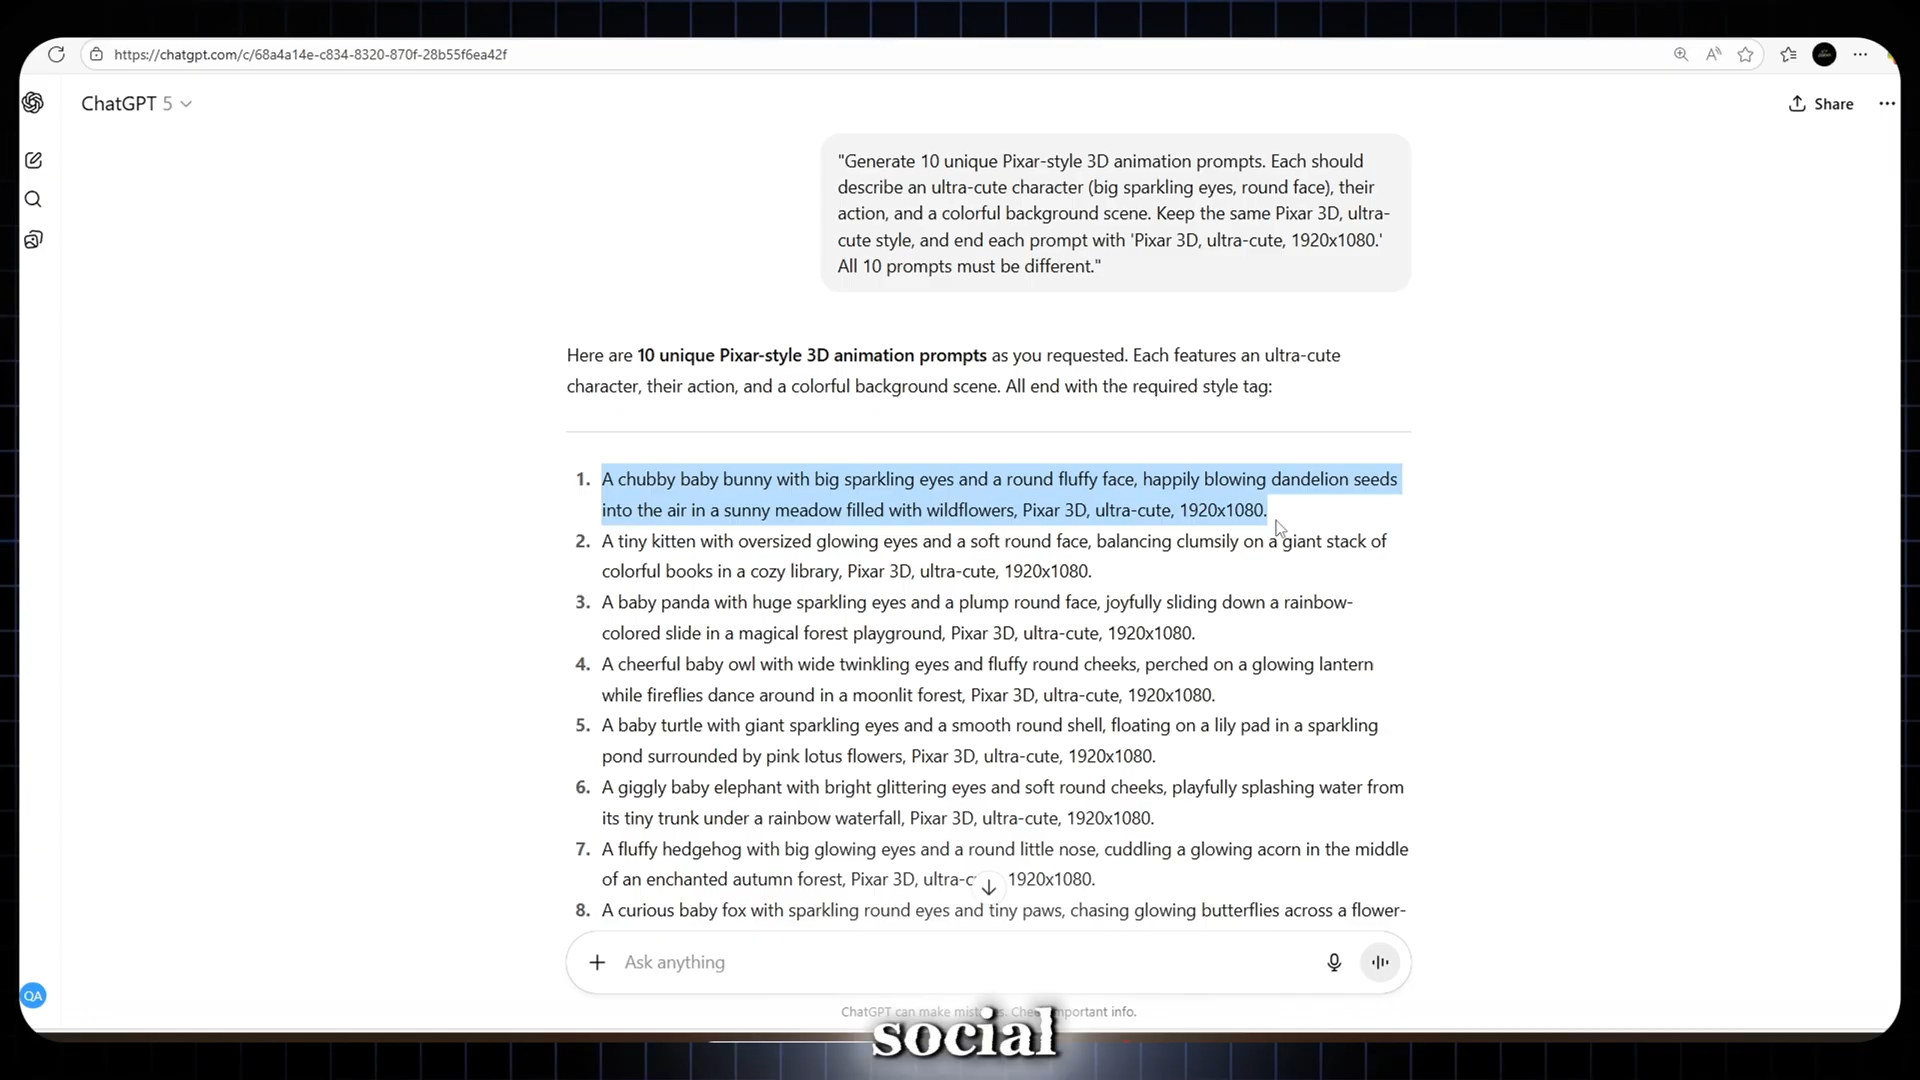 https://chatgpt.com/c/68a4a14e-c834-8320-870f-28b55f6ea42f
ChatGPT 5
Share
"Generate 10 unique Pixar-style 3D animation prompts. Each should
describe an ultra-cute character (big sparkling eyes, round face), their
action, and a colorful background scene. Keep the same Pixar 3D, ultra-
cute style, and end each prompt with 'Pixar 3D, ultra-cute, 1920x1080.'
All 10 prompts must be different."
Here are 10 unique Pixar-style 3D animation prompts as you requested. Each features an ultra-cute
character, their action, and a colorful background scene. All end with the required style tag:
1. A chubby baby bunny with big sparkling eyes and a round fluffy face, happily blowing dandelion seeds
into the air in a sunny meadow filled with wildflowers, Pixar 3D, ultra-cute, 1920x1080.
2. A tiny kitten with oversized glowing eyes and a soft round face, balancing clumsily on a giant stack of
colorful books in a cozy library, Pixar 3D, ultra-cute, 1920x1080.
3. A baby panda with huge sparkling eyes and a plump round face, joyfully sliding down a rainbow-
colored slide in a magical forest playground, Pixar 3D, ultra-cute, 1920x1080.
4. A cheerful baby owl with wide twinkling eyes and fluffy round cheeks, perched on a glowing lantern
while fireflies dance around in a moonlit forest, Pixar 3D, ultra-cute, 1920x1080.
5. A baby turtle with giant sparkling eyes and a smooth round shell, floating on a lily pad in a sparkling
pond surrounded by pink lotus flowers, Pixar 3D, ultra-cute, 1920x1080.
6. A giggly baby elephant with bright glittering eyes and soft round cheeks, playfully splashing water from
its tiny trunk under a rainbow waterfall, Pixar 3D, ultra-cute, 1920x1080.
7. A fluffy hedgehog with big glowing eyes and a round little nose, cuddling a glowing acorn in the middle
of an enchanted autumn forest, Pixar 3D, ultra-c 1920x1080.
8. A curious baby fox with sparkling round eyes and tiny paws, chasing glowing butterflies across a flower-
Ask anything
QA
ChatGPT can make info.
social